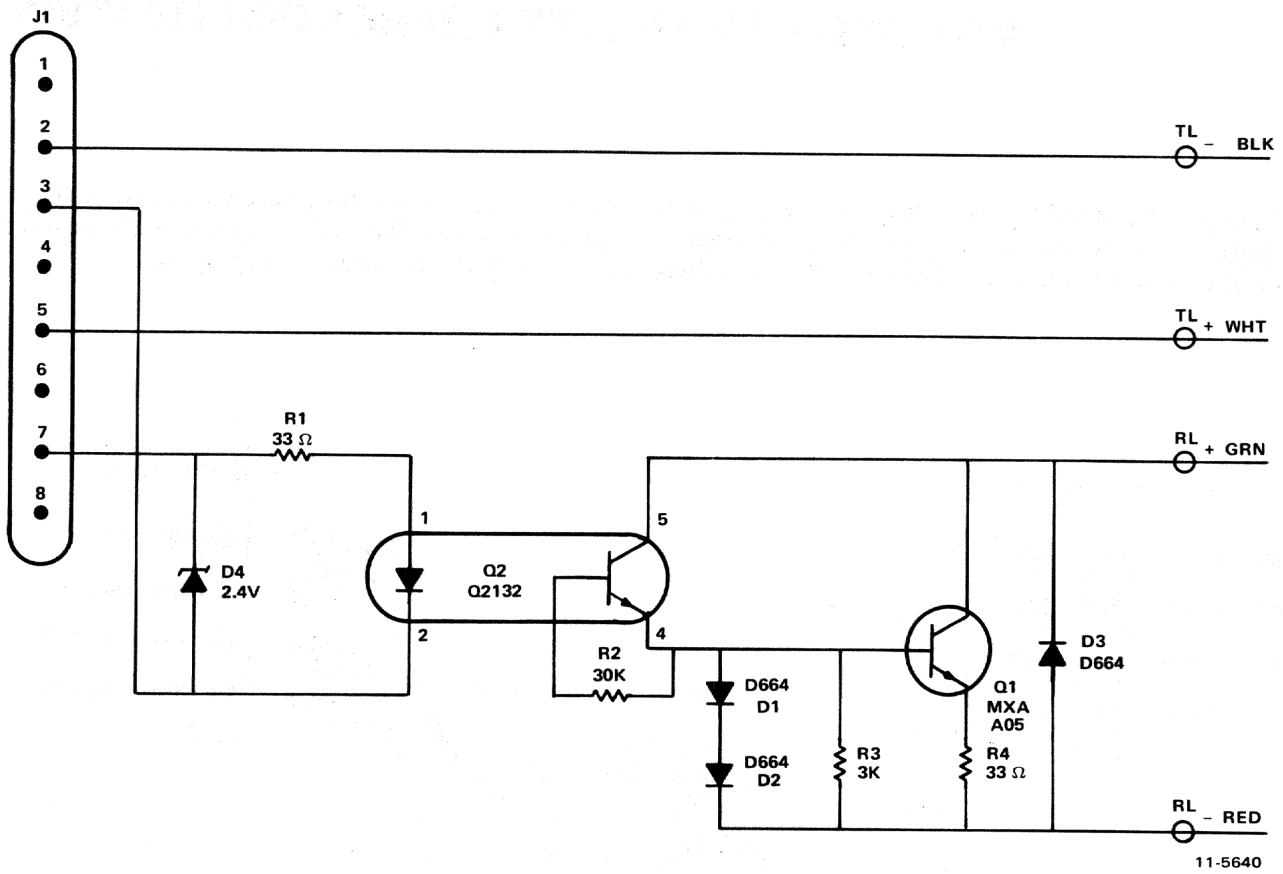 J1
1
2
3
4
5
6
7
8
TL
− BLK
TL
+ WHT
R1
33 Ω
RL
+ GRN
1
5
D4
2.4V
Q2
Q2132
2
4
R2
30K
D664
D1
D664
D2
R3
3K
Q1
MXA
A05
R4
33 Ω
D3
D664
RL
− RED
11-5640